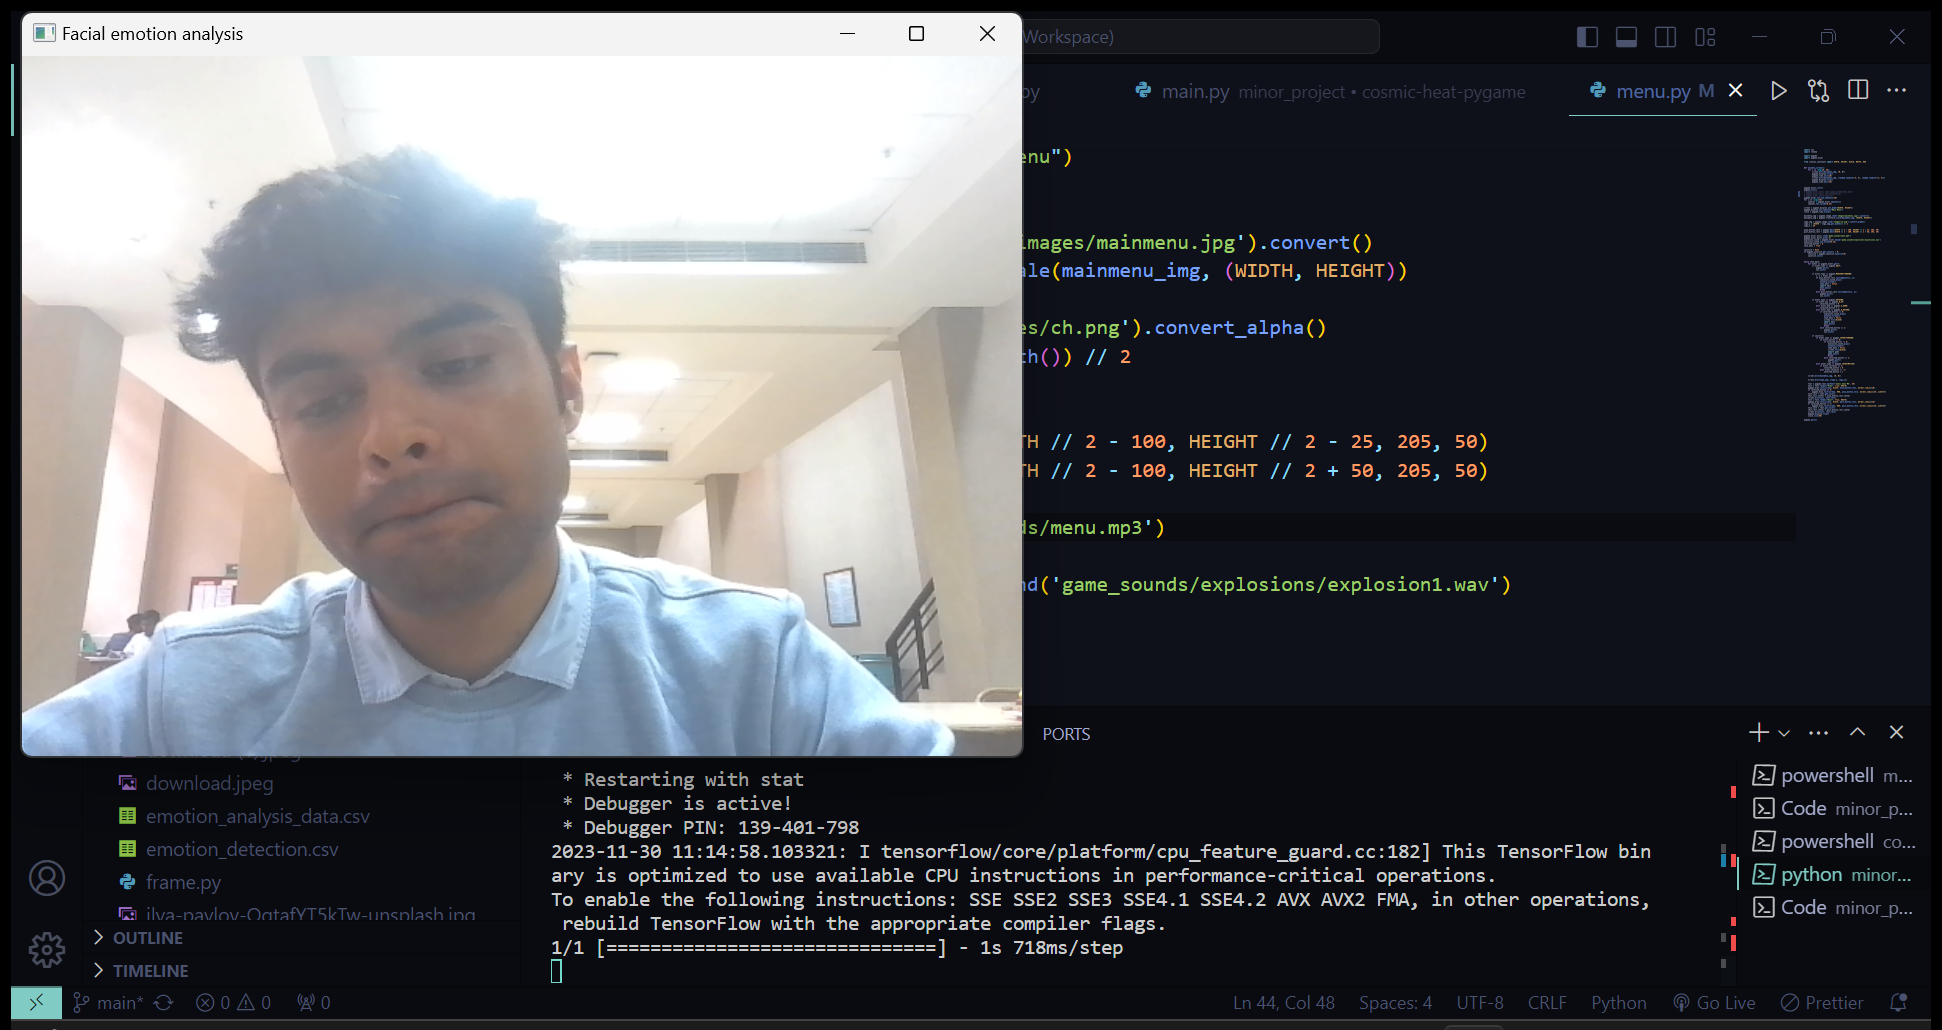 Facial emotion analysis
Workspace)
py
main.py minor_project • cosmic-heat-pygame
menu.py M
enu")
images/mainmenu.jpg').convert()
ale(mainmenu_img, (WIDTH, HEIGHT))
es/ch.png').convert_alpha()
th()) // 2
TH // 2 - 100, HEIGHT // 2 - 25, 205, 50)
TH // 2 - 100, HEIGHT // 2 + 50, 205, 50)
ds/menu.mp3')
nd('game_sounds/explosions/explosion1.wav')
PORTS
download.jpeg
emotion_analysis_data.csv
emotion_detection.csv
frame.py
ilya-pavlov-OqtafYT5kTw-unsplash.jpg
OUTLINE
TIMELINE
* Restarting with stat
* Debugger is active!
* Debugger PIN: 139-401-798
2023-11-30 11:14:58.103321: I tensorflow/core/platform/cpu_feature_guard.cc:182] This TensorFlow bin
ary is optimized to use available CPU instructions in performance-critical operations.
To enable the following instructions: SSE SSE2 SSE3 SSE4.1 SSE4.2 AVX AVX2 FMA, in other operations,
rebuild TensorFlow with the appropriate compiler flags.
1/1 [==============================] - 1s 718ms/step
powershell m...
Code minor_p...
powershell co...
python minor...
Code minor_p...
main* 0 0 0
Ln 44, Col 48 Spaces: 4 UTF-8 CRLF Python Go Live Prettier